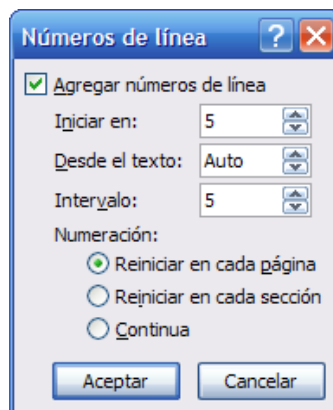 Números de línea
Agregar números de línea
Iniciar en: 5
Desde el texto: Auto
Intervalo: 5
Numeración:
Reiniciar en cada página
Reiniciar en cada sección
Continua
Aceptar Cancelar